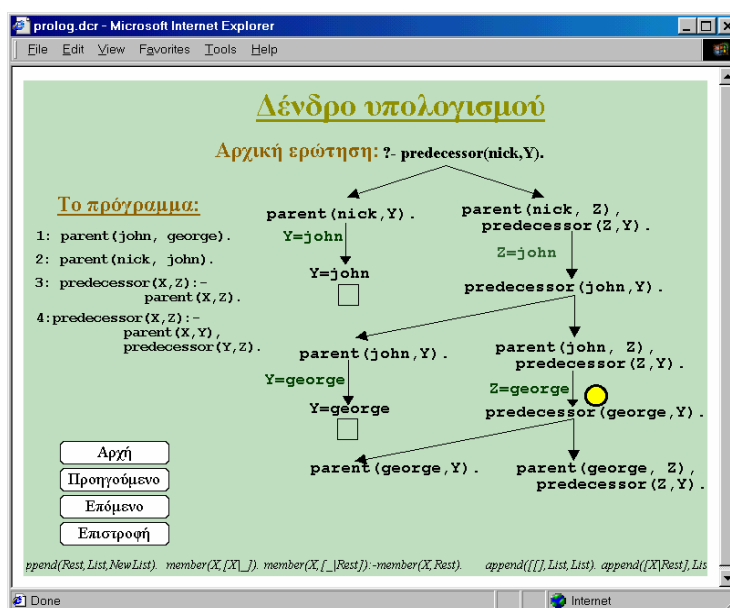 prolog.dcr - Microsoft Internet Explorer
File Edit View Favorites Tools Help
Δένδρο υπολογισμού
Αρχική ερώτηση: ?- predecessor(nick,Y).
Το πρόγραμμα:
1: parent(john, george).
2: parent(nick, john).
3: predecessor(X,Z):-
parent(X,Z).
4:predecessor(X,Z):-
parent(X,Y),
predecessor(Y,Z).
parent(nick,Y).
Y=john
Y=john
parent(nick, Z),
predecessor(Z,Y).
Z=john
predecessor(john,Y).
parent(john,Y).
Y=george
Y=george
parent(john, Z),
predecessor(Z,Y).
Z=george
predecessor(george,Y).
parent(george,Y).
parent(george, Z),
predecessor(Z,Y).
Αρχή
Προηγούμενο
Επόμενο
Επιστροφή
ppend(Rest,List,NewList). member(X,[X|_]). member(X,[_|Rest]):-member(X,Rest). append([[],List,List). append([X|Rest],Lis
Done
Internet